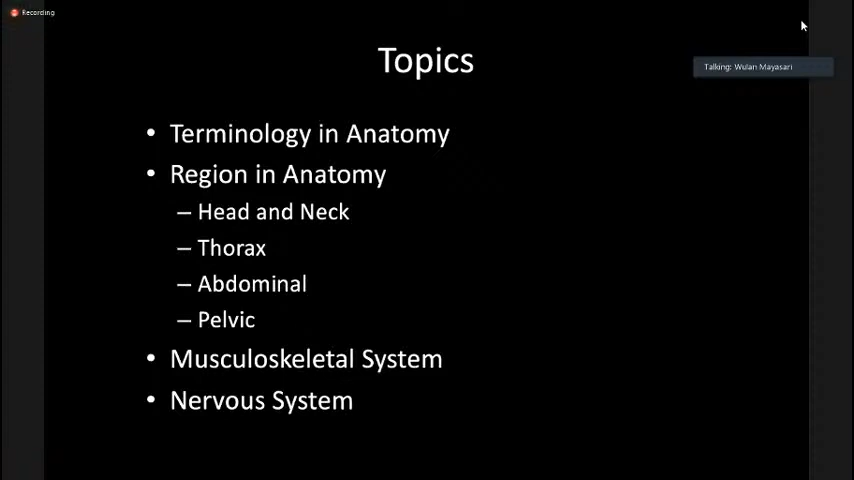 Recording
Topics
Talking: Wulan Mayasari
• Terminology in Anatomy
• Region in Anatomy
– Head and Neck
– Thorax
– Abdominal
– Pelvic
• Musculoskeletal System
• Nervous System